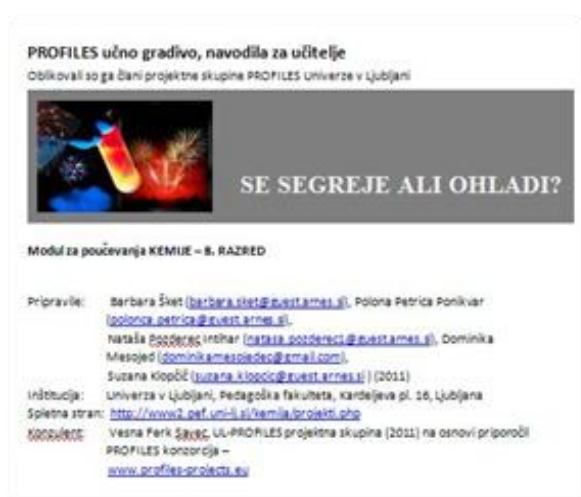 PROFILES učno gradivo, navodila za učitelje
Oblikovali so ga člani projektne skupine PROFILES Univerze v Ljubljani
SE SEGREJE ALI OHLADI?
Modul za poučevanja KEMIJE – 8. RAZRED
Pripravile: Barbara Šket (barbara.sket@guest.arnes.si), Polona Petrica Ponikvar
(polonca.petrica@guest.arnes.si),
Nataša Pozderec Intihar (natasa.pozderec1@guest.arnes.si), Dominika
Mesojed (dominikamesojedec@gmail.com),
Suzana Klopčič (suzana.klopcic@guest.arnes.si) (2011)
Inštitucija: Univerza v Ljubljani, Pedagoška fakulteta, Kardeljeva pl. 16, Ljubljana
Spletna stran: http://www2.pef.uni-lj.si/kemija/projekti.php
Konzulent: Vesna Ferk Savec, UL-PROFILES projektna skupina (2011) na osnovi priporočil
PROFILES konzorcija –
www.profiles-projects.eu